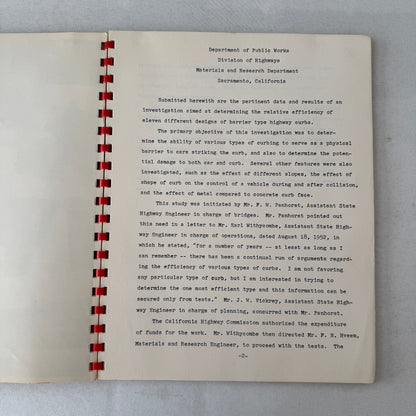 Department of Public Works
Division of Highways
Materials and Research Department
Sacramento, California
Submitted herewith are the pertinent data and results of an
investigation aimed at determining the relative efficiency of
eleven different designs of barrier type highway curbs.
The primary objective of this investigation was to deter-
mine the ability of various types of curbing to serve as a physical
barrier to cars striking the curb, and also to determine the poten-
tial damage to both car and curb. Several other features were also
investigated, such as the effect of different slopes, the effect of
shape of curb on the control of a vehicle during and after collision,
and the effect of metal compared to concrete curb face.
This study was initiated by Mr. F. W. Panhorst, Assistant State
Highway Engineer in charge of bridges. Mr. Panhorst pointed out
this need in a letter to Mr. Earl Withycombe, Assistant State High-
way Engineer in charge of operations, dated August 18, 1952, in
which he stated, "for a number of years -- at least as long as I
can remember -- there has been a continual run of arguments regard-
ing the efficiency of various types of curbs. I am not favoring
any particular type of curb, but I am interested in trying to
determine the one most efficient type and this information can be
secured only from tests." Mr. J. W. Vickrey, Assistant State High-
way Engineer in charge of planning, concurred with Mr. Panhorst.
The California Highway Commission authorized the expenditure
of funds for the work. Mr. Withycombe then directed Mr. F. N. Hveem,
Materials and Research Engineer, to proceed with the tests. The
-2-